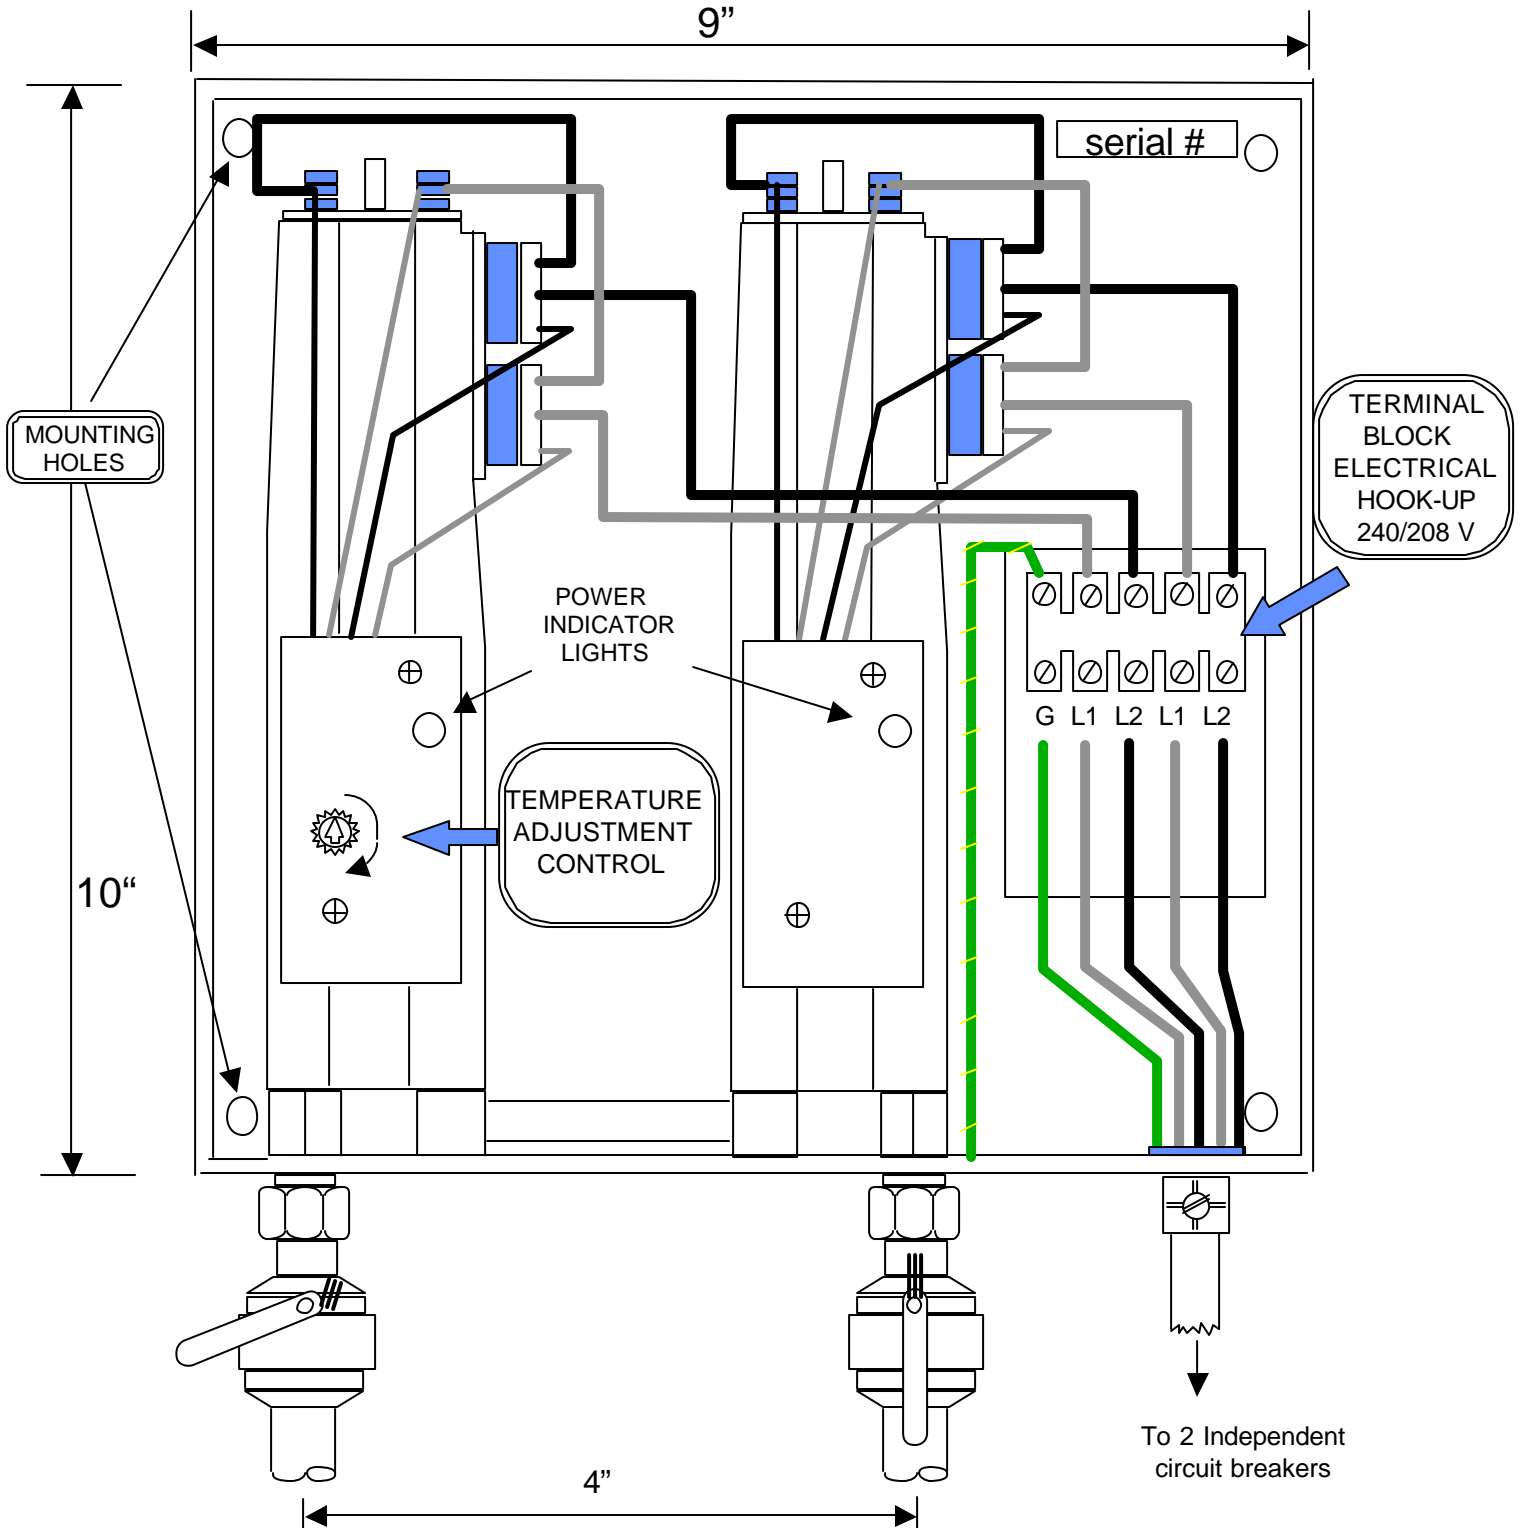 9”
serial #
MOUNTING
HOLES
TERMINAL
BLOCK
ELECTRICAL
HOOK-UP
240/208 V
POWER
INDICATOR
LIGHTS
G L1 L2 L1 L2
TEMPERATURE
ADJUSTMENT
CONTROL
10“
To 2 Independent
circuit breakers
4”